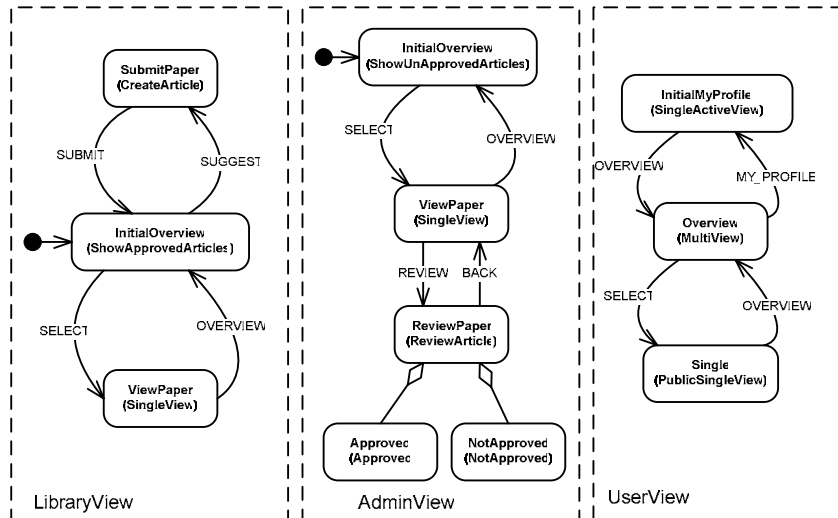 SubmitPaper
(CreateArticle)
SUBMIT
SUGGEST
InitialOverview
(ShowApprovedArticles)
SELECT
OVERVIEW
ViewPaper
(SingleView)
LibraryView
InitialOverview
(ShowUnApprovedArticles)
SELECT
OVERVIEW
ViewPaper
(SingleView)
REVIEW
BACK
ReviewPaper
(ReviewArticle)
Approved
(Approved
NotApproved
(NotApproved)
AdminView
InitialMyProfile
(SingleActiveView)
OVERVIEW
MY_PROFILE
Overview
(MultiView)
SELECT
OVERVIEW
Single
(PublicSingleView)
UserView